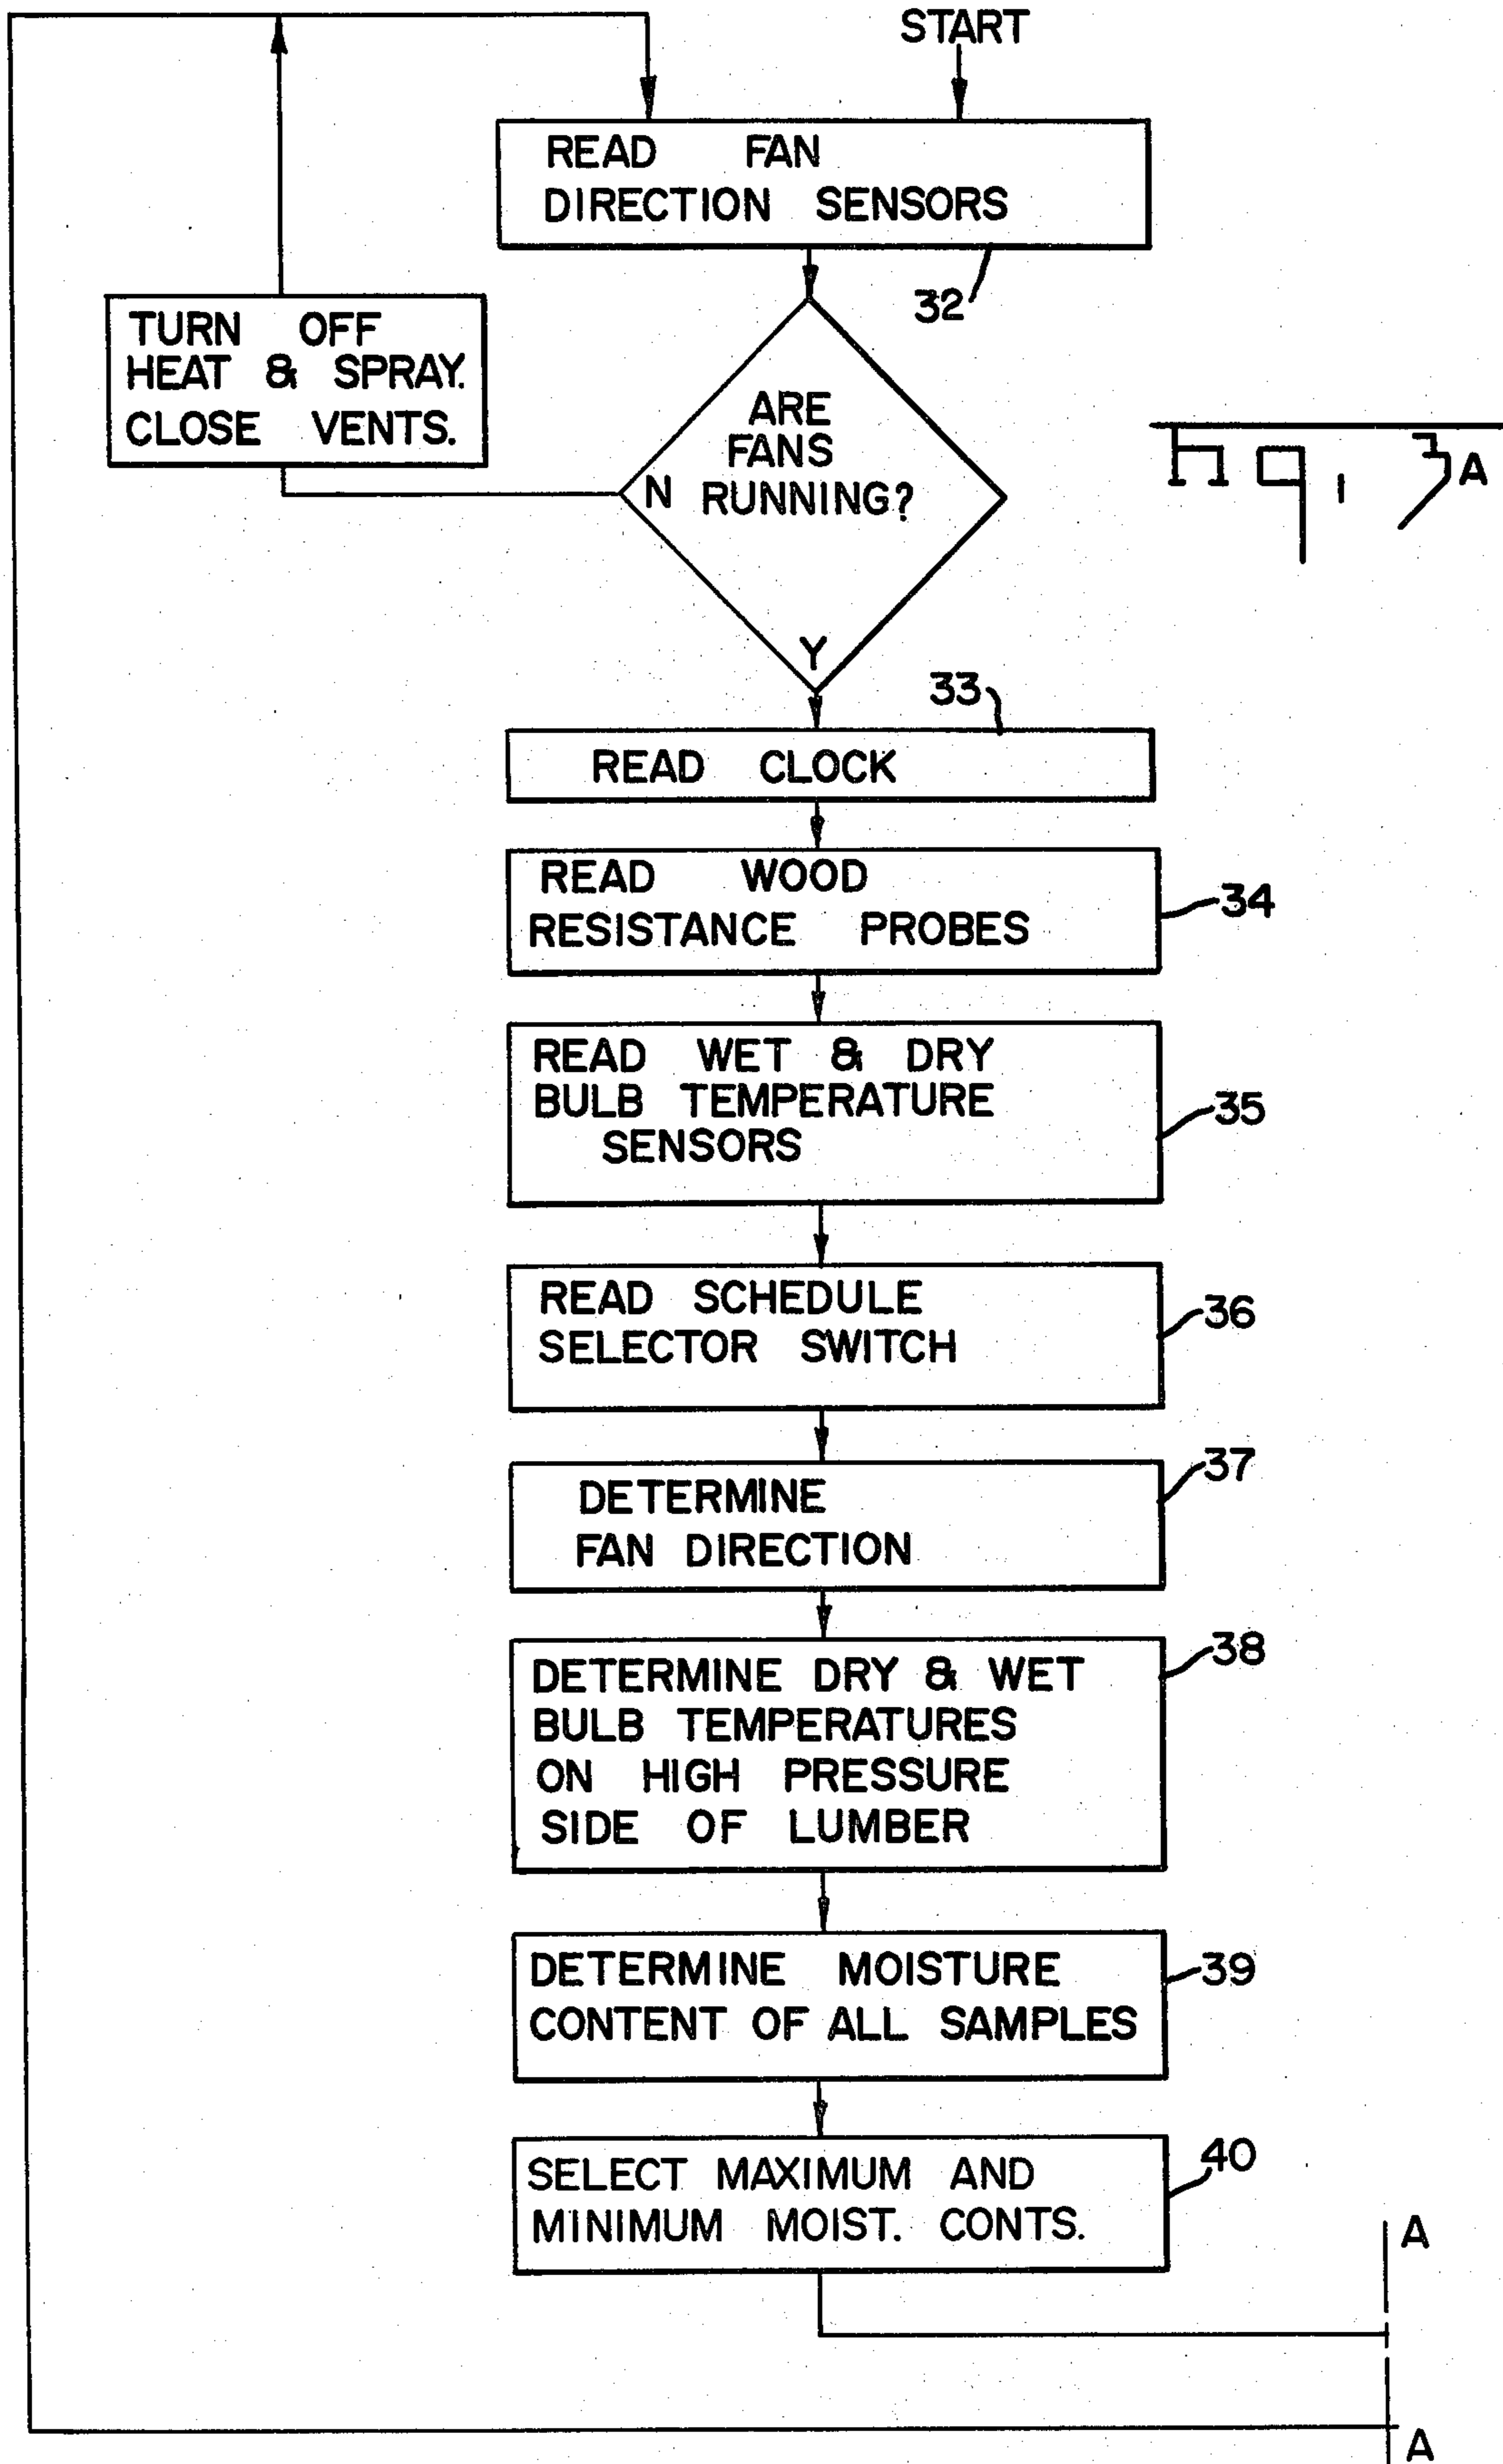 START
READ FAN
DIRECTION SENSORS
32
TURN OFF
HEAT & SPRAY.
CLOSE VENTS.
ARE
FANS
N RUNNING?
Y
A
33
READ CLOCK
READ WOOD
RESISTANCE PROBES
34
READ WET & DRY
BULB TEMPERATURE
SENSORS
35
READ SCHEDULE
SELECTOR SWITCH
36
DETERMINE
FAN DIRECTION
37
DETERMINE DRY & WET
BULB TEMPERATURES
ON HIGH PRESSURE
SIDE OF LUMBER
38
DETERMINE MOISTURE
CONTENT OF ALL SAMPLES
39
SELECT MAXIMUM AND
MINIMUM MOIST. CONTS.
40
A
A